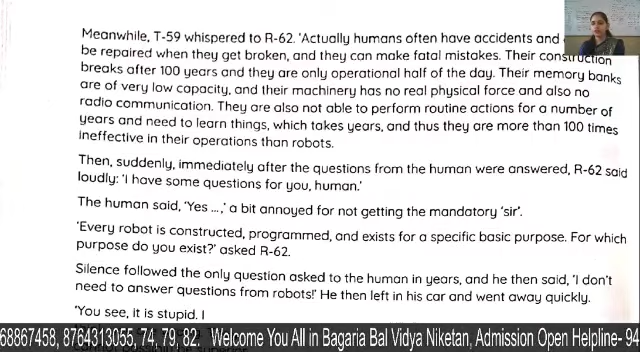 Meanwhile, T-59 whispered to R-62. 'Actually humans often have accidents and
be repaired when they get broken, and they can make fatal mistakes. Their construction
breaks after 100 years and they are only operational half of the day. Their memory banks
are of very low capacity, and their machinery has no real physical force and also no
radio communication. They are also not able to perform routine actions for a number of
years and need to learn things, which takes years, and thus they are more than 100 times
ineffective in their operations than robots.
Then, suddenly, immediately after the questions from the human were answered, R-62 said
loudly: 'I have some questions for you, human.'
The human said, 'Yes ...,' a bit annoyed for not getting the mandatory 'sir'.
'Every robot is constructed, programmed, and exists for a specific basic purpose. For which
purpose do you exist?' asked R-62.
Silence followed the only question asked to the human in years, and he then said, 'I don't
need to answer questions from robots!' He then left in his car and went away quickly.
'You see, it is stupid. I
68867458, 8764313055, 74, 79, 82. Welcome You All in Bagaria Bal Vidya Niketan, Admission Open Helpline- 94